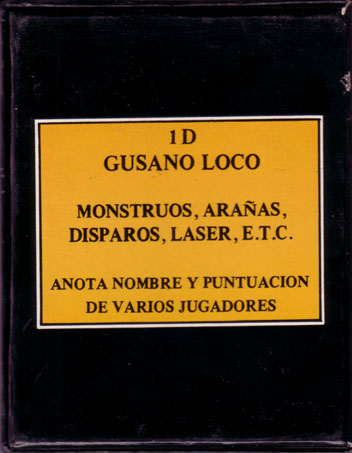 1D
GUSANO LOCO
MONSTRUOS, ARAÑAS,
DISPAROS, LASER, E.T.C.
ANOTA NOMBRE Y PUNTUACION
DE VARIOS JUGADORES